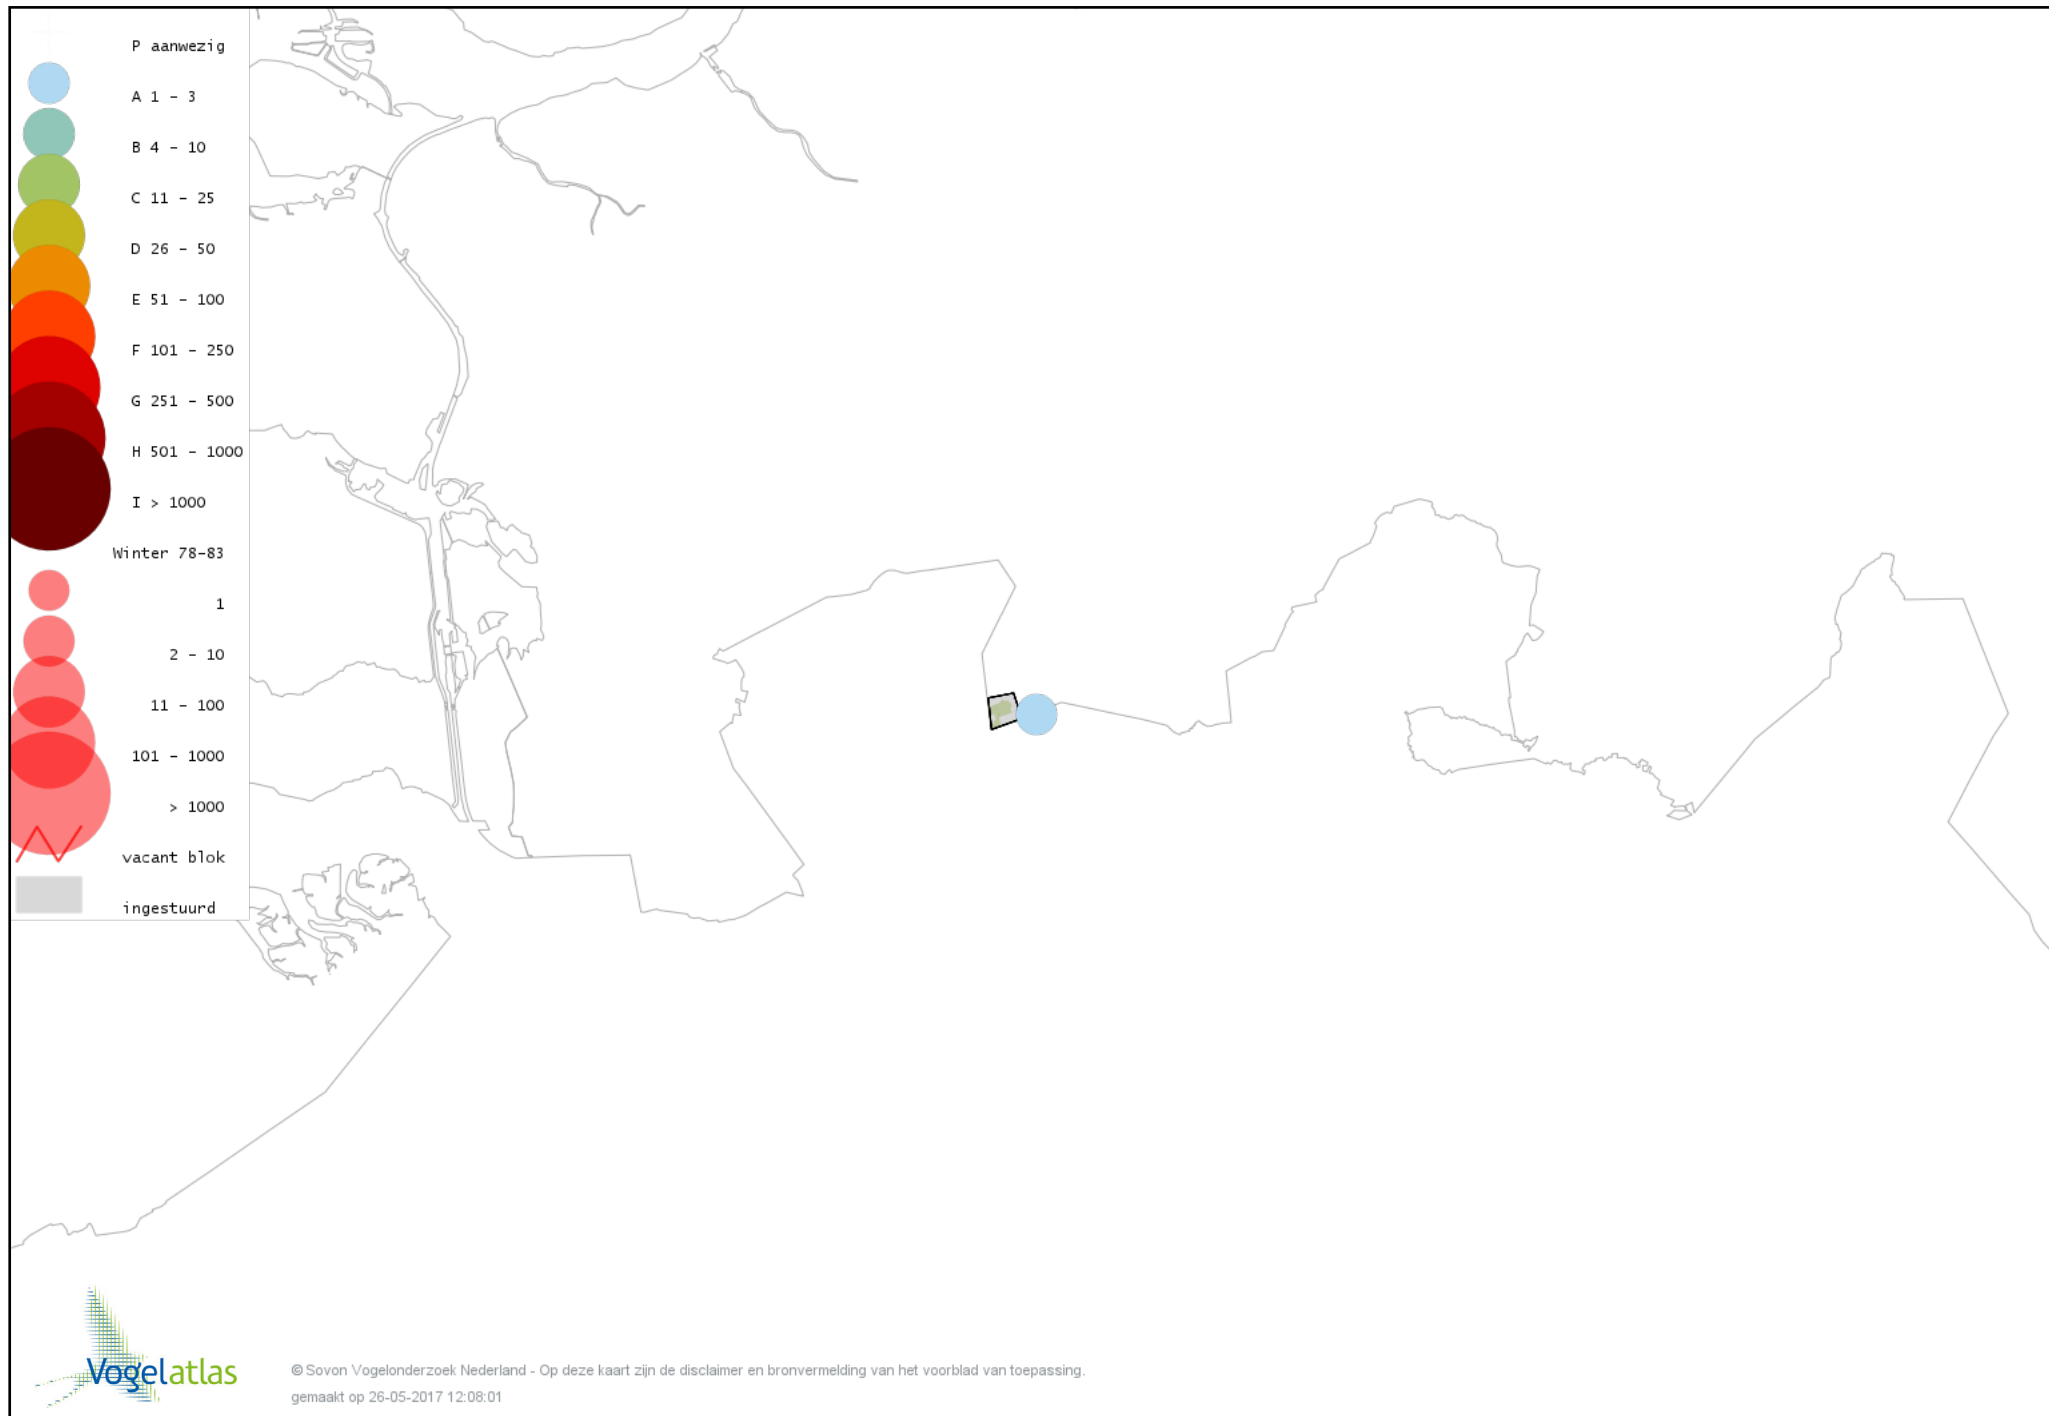 P aanwezig
A 1 - 3
B 4 - 10
C 11 - 25
D 26 - 50
E 51 - 100
F 101 - 250
G 251 - 500
H 501 - 1000
I > 1000
Winter 78-83
1
2 - 10
11 - 100
101 - 1000
> 1000
vacant blok
ingestuurd
Vogelatlas
© Sovon Vogelonderzoek Nederland - Op deze kaart zijn de disclaimer en bronvermelding van het voorblad van toepassing.
gemaakt op 26-05-2017 12:08:01